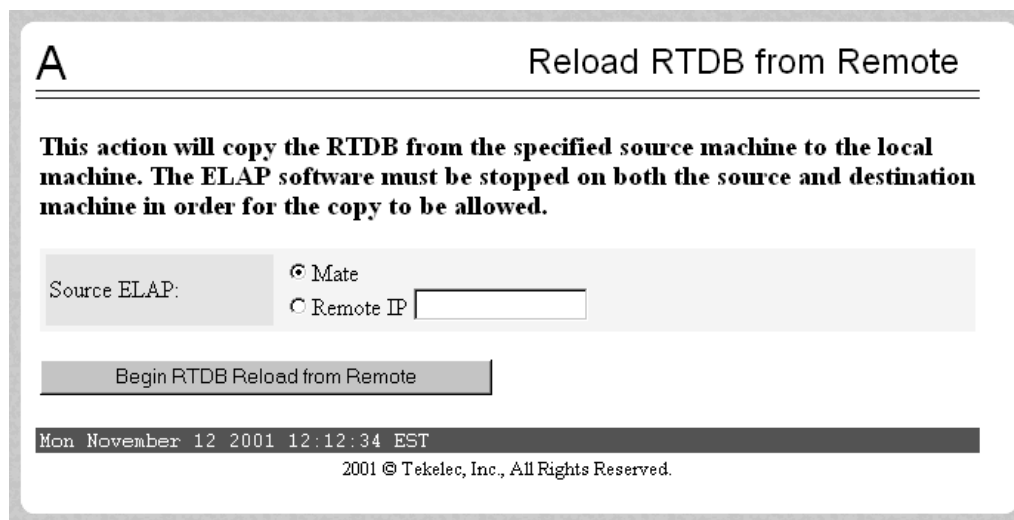 A
Reload RTDB from Remote
This action will copy the RTDB from the specified source machine to the local
machine. The ELAP software must be stopped on both the source and destination
machine in order for the copy to be allowed.
Source ELAP:
Mate
Remote IP
Begin RTDB Reload from Remote
Mon November 12 2001 12:12:34 EST
2001 © Tekelec, Inc., All Rights Reserved.